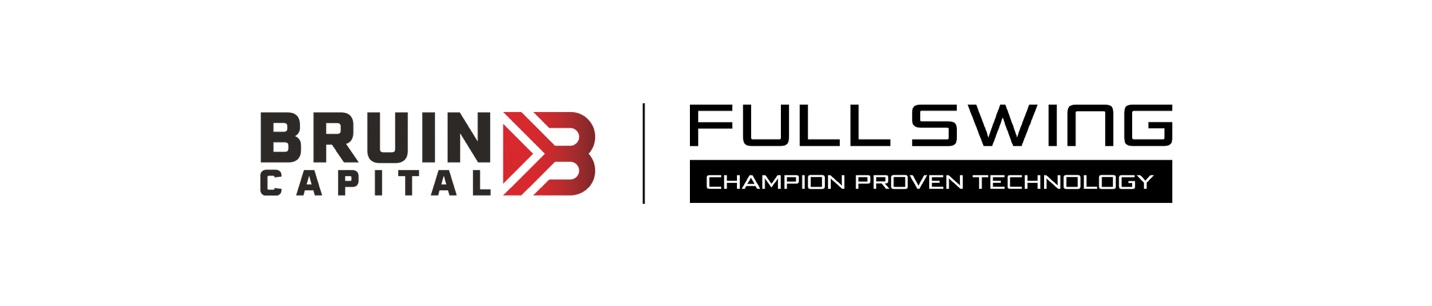 BRUIN
CAPITAL
FULL SWING
CHAMPION PROVEN TECHNOLOGY